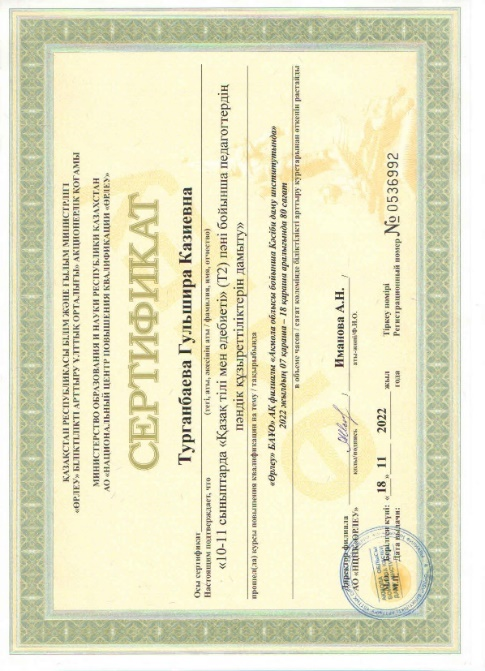 ҚАЗАҚСТАН РЕСПУБЛИКАСЫ БІЛІМ ЖӘНЕ ҒЫЛЫМ МИНИСТРЛІГІ
«ӨРЛЕУ» БІЛІКТІЛІКТІ АРТТЫРУ ҰЛТТЫҚ ОРТАЛЫҒЫ» АКЦИОНЕРЛІК ҚОҒАМЫ
МИНИСТЕРСТВО ОБРАЗОВАНИЯ И НАУКИ РЕСПУБЛИКИ КАЗАХСТАН
АО «НАЦИОНАЛЬНЫЙ ЦЕНТР ПОВЫШЕНИЯ КВАЛИФИКАЦИИ «ӨРЛЕУ»
СЕРТИФИКАТ
Осы сертификат
Турганбаева Гульшира Казиевна
Настоящим подтверждает, что
(тегі, аты, әкесінің аты / фамилия, имя, отчество)
«10-11 сыныптарда «Қазақ тілі мен әдебиеті» (Т2) пәні бойынша педагогтердің
пәндік құзыреттіліктерін дамыту»
прошел(ла) курсы повышения квалификации на тему / тақырыбында
«Өрлеу» БАҰО» АҚ филиалы «Ақмола облысы бойынша Кәсіби даму институтында»
2022 жылдың 07 қараша – 18 қараша аралығында 80 сағат
в объеме часов / сағат көлемінде біліктілікті арттыру курстарынан өткенін растайды
Директор филиала
АО «НЦПК «ӨРЛЕУ»
Иманова А.Н.
қолы/подпись
аты-жөні/Ф.И.О.
М.П.
Берілген күні: «18» 11 2022 жыл
Дата выдачи: года
Тіркеу нөмірі
Регистрационный номер № 0536992